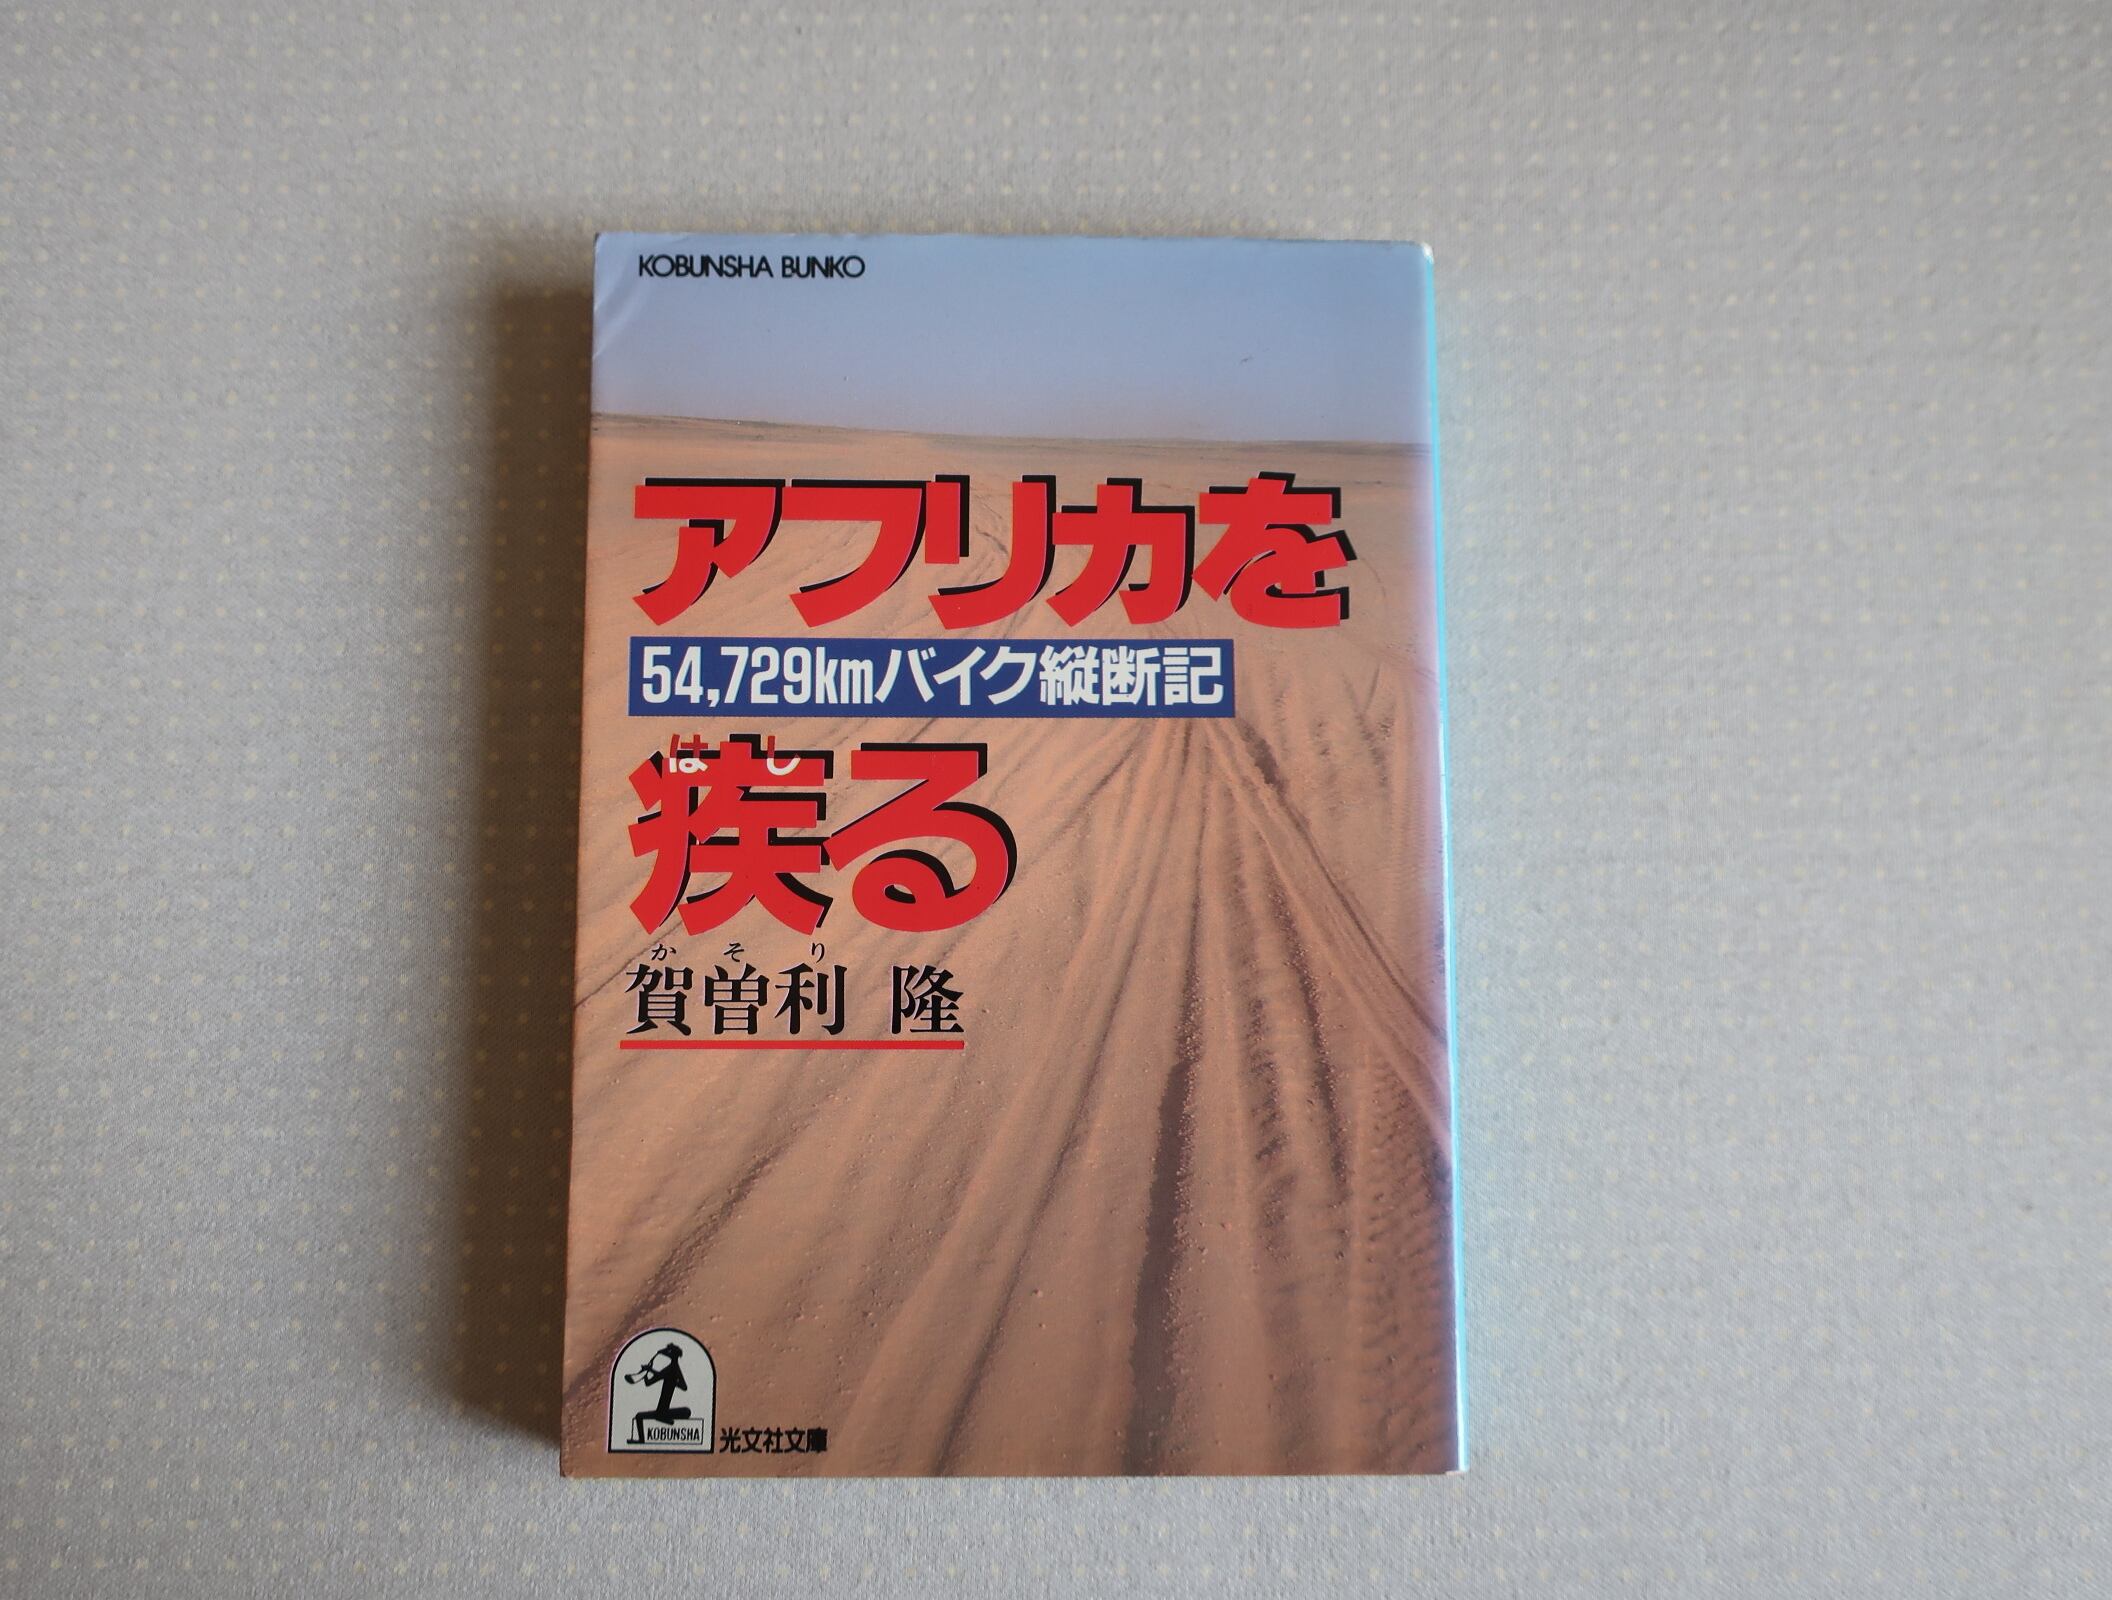 KOBUNSHA BUNKO
アフリカを
54,729kmバイク縦断記
はし
疾る
かそり
賀曽利 隆
KOBUNSHA
光文社文庫